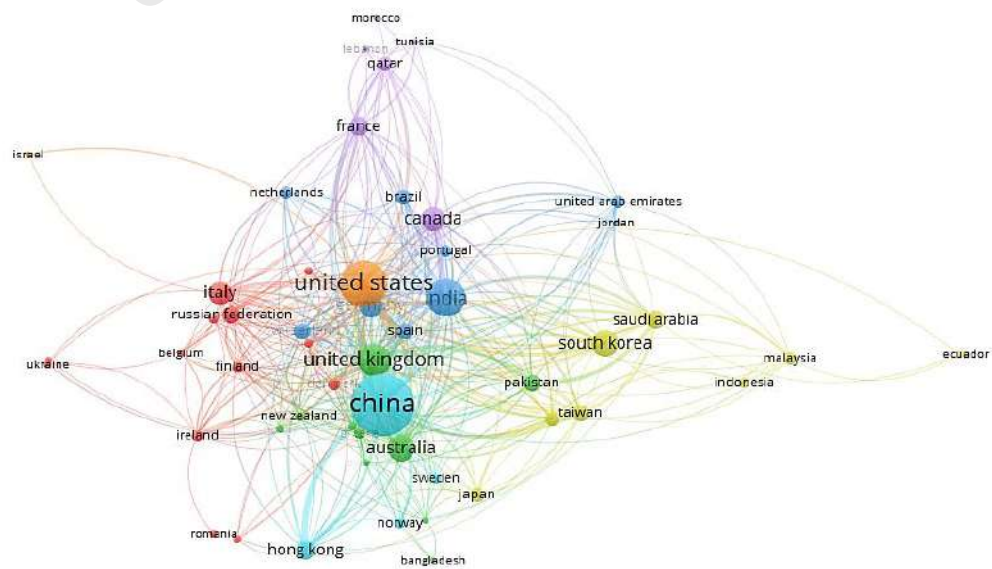 morocco
tunisia
lebanon
qatar
france
israel
netherlands
brazil
united arab emirates
canada
jordan
portugal
united states
italy
india
russian federation
saudi arabia
spain
south korea
belgium
united kingdom
malaysia
ecuador
ukraine
finland
pakistan
indonesia
china
new zealand
taiwan
ireland
australia
sweden
japan
norway
romania
hong kong
bangladesh